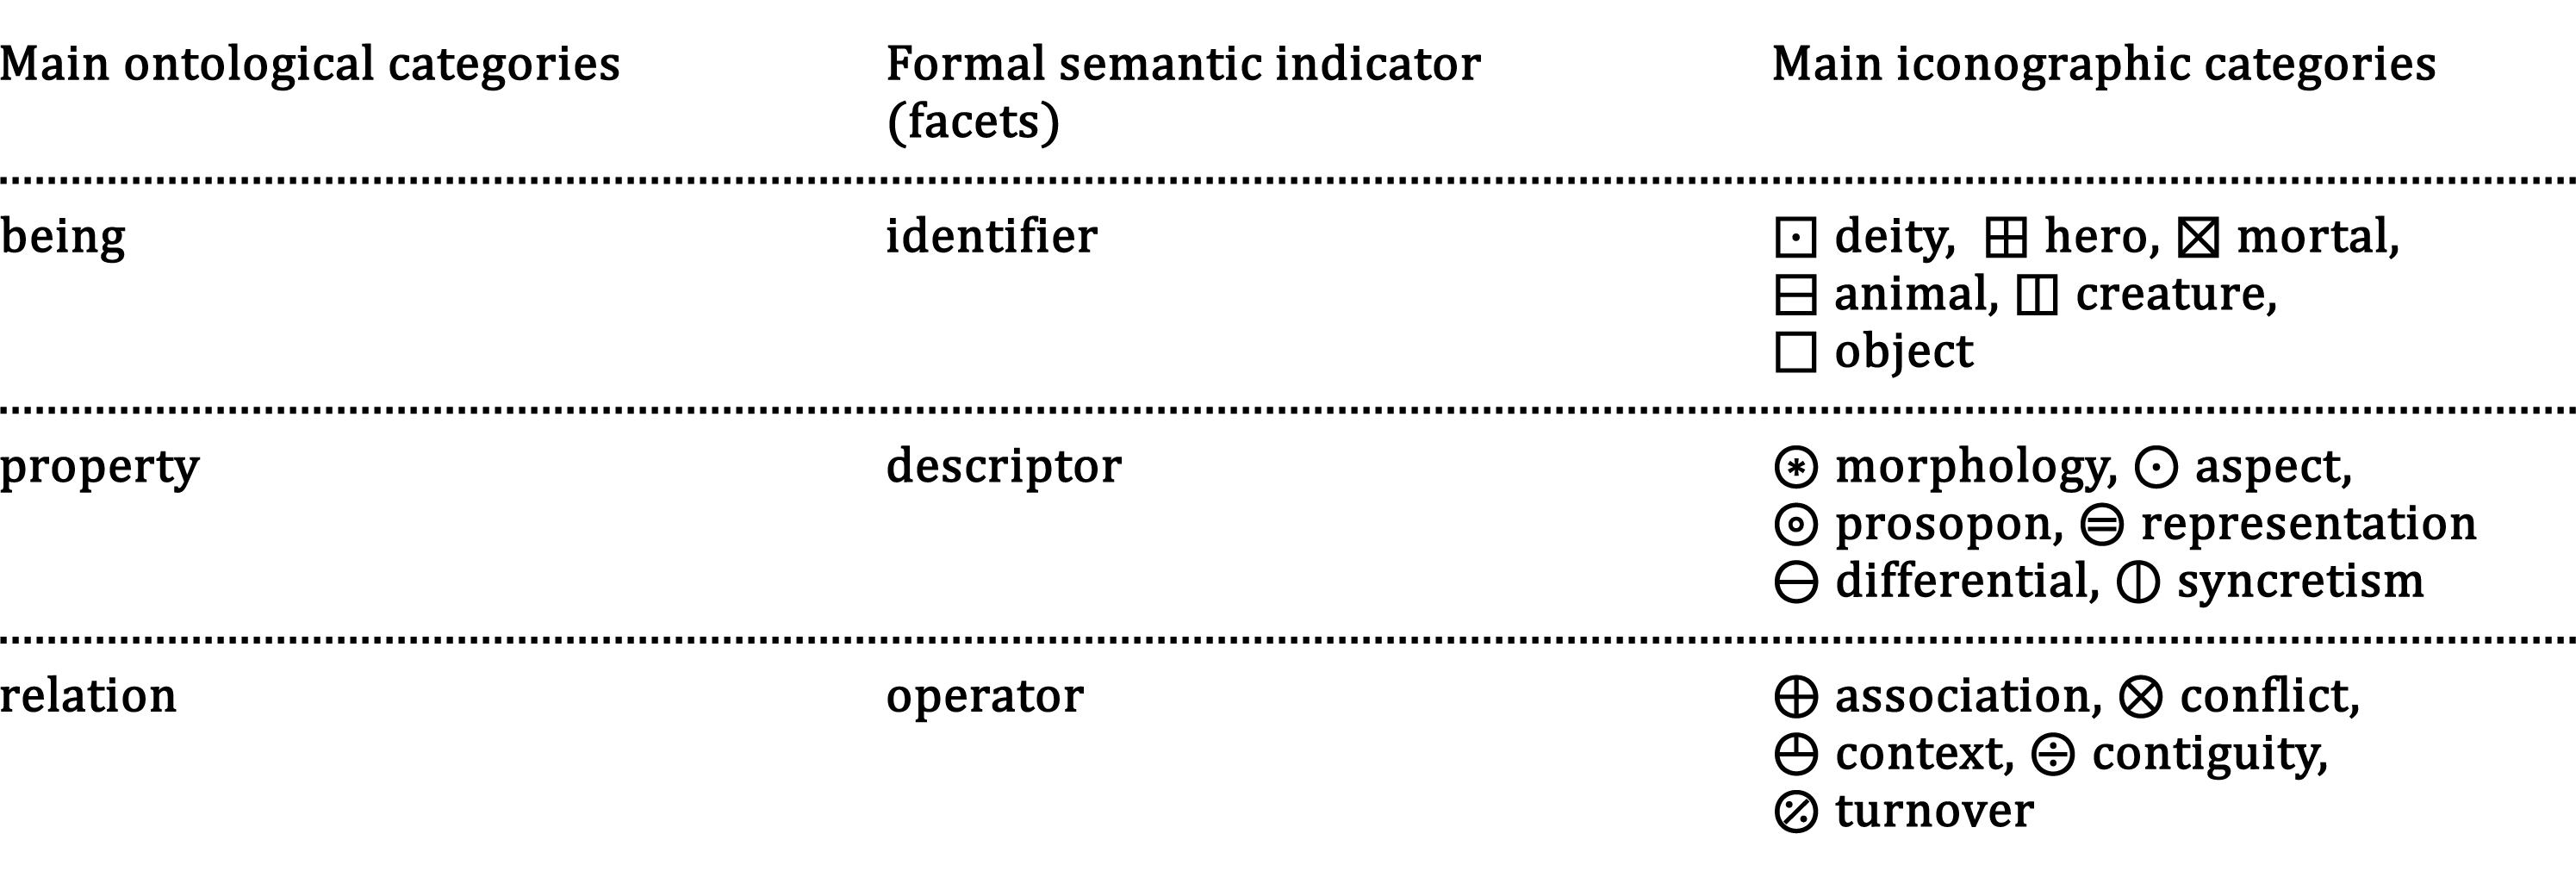 Main ontological categories Formal semantic indicator Main iconographic categories
(facets)
being identifier ⊡ deity, ⊞ hero, ⊠ mortal,
⊟ animal, ◫ creature,
□ object
property descriptor ⊛ morphology, ⊙ aspect,
⊚ prosopon, ⊜ representation
⊖ differential, ⦶ syncretism
relation operator ⊕ association, ⊗ conflict,
⨹ context, ⨸ contiguity,
turnover